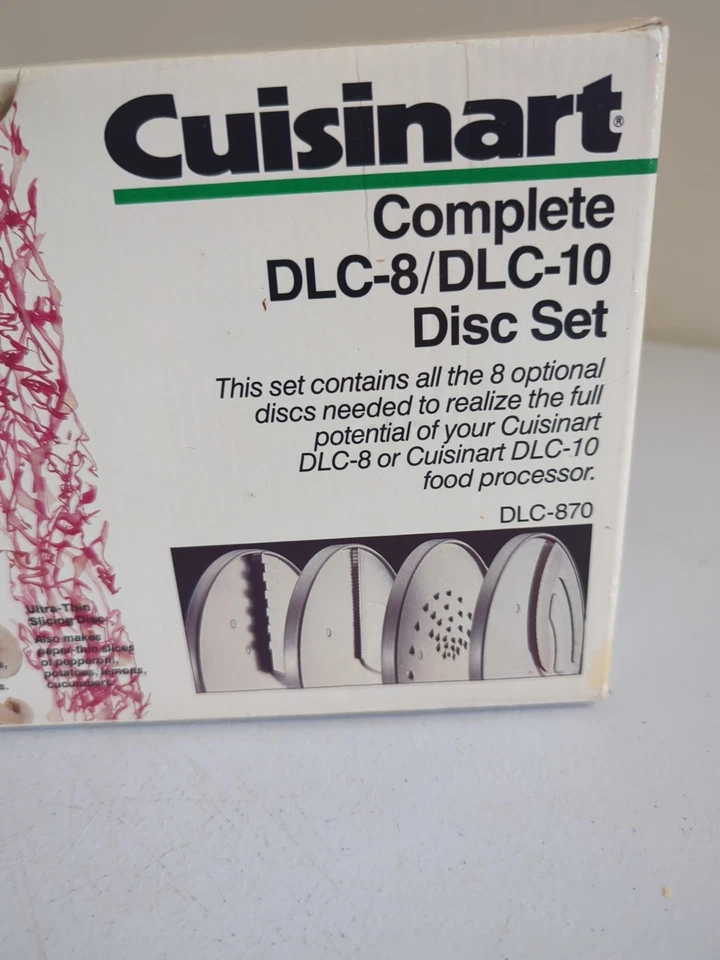 Cuisinart®
Complete
DLC-8/DLC-10
Disc Set
This set contains all the 8 optional
discs needed to realize the full
potential of your Cuisinart
DLC-8 or Cuisinart DLC-10
food processor.
DLC-870
Ultra-Thin
Slicing Disc
Also makes
paper-thin slices
of pepperoni,
potatoes, lemons,
cucumbers.